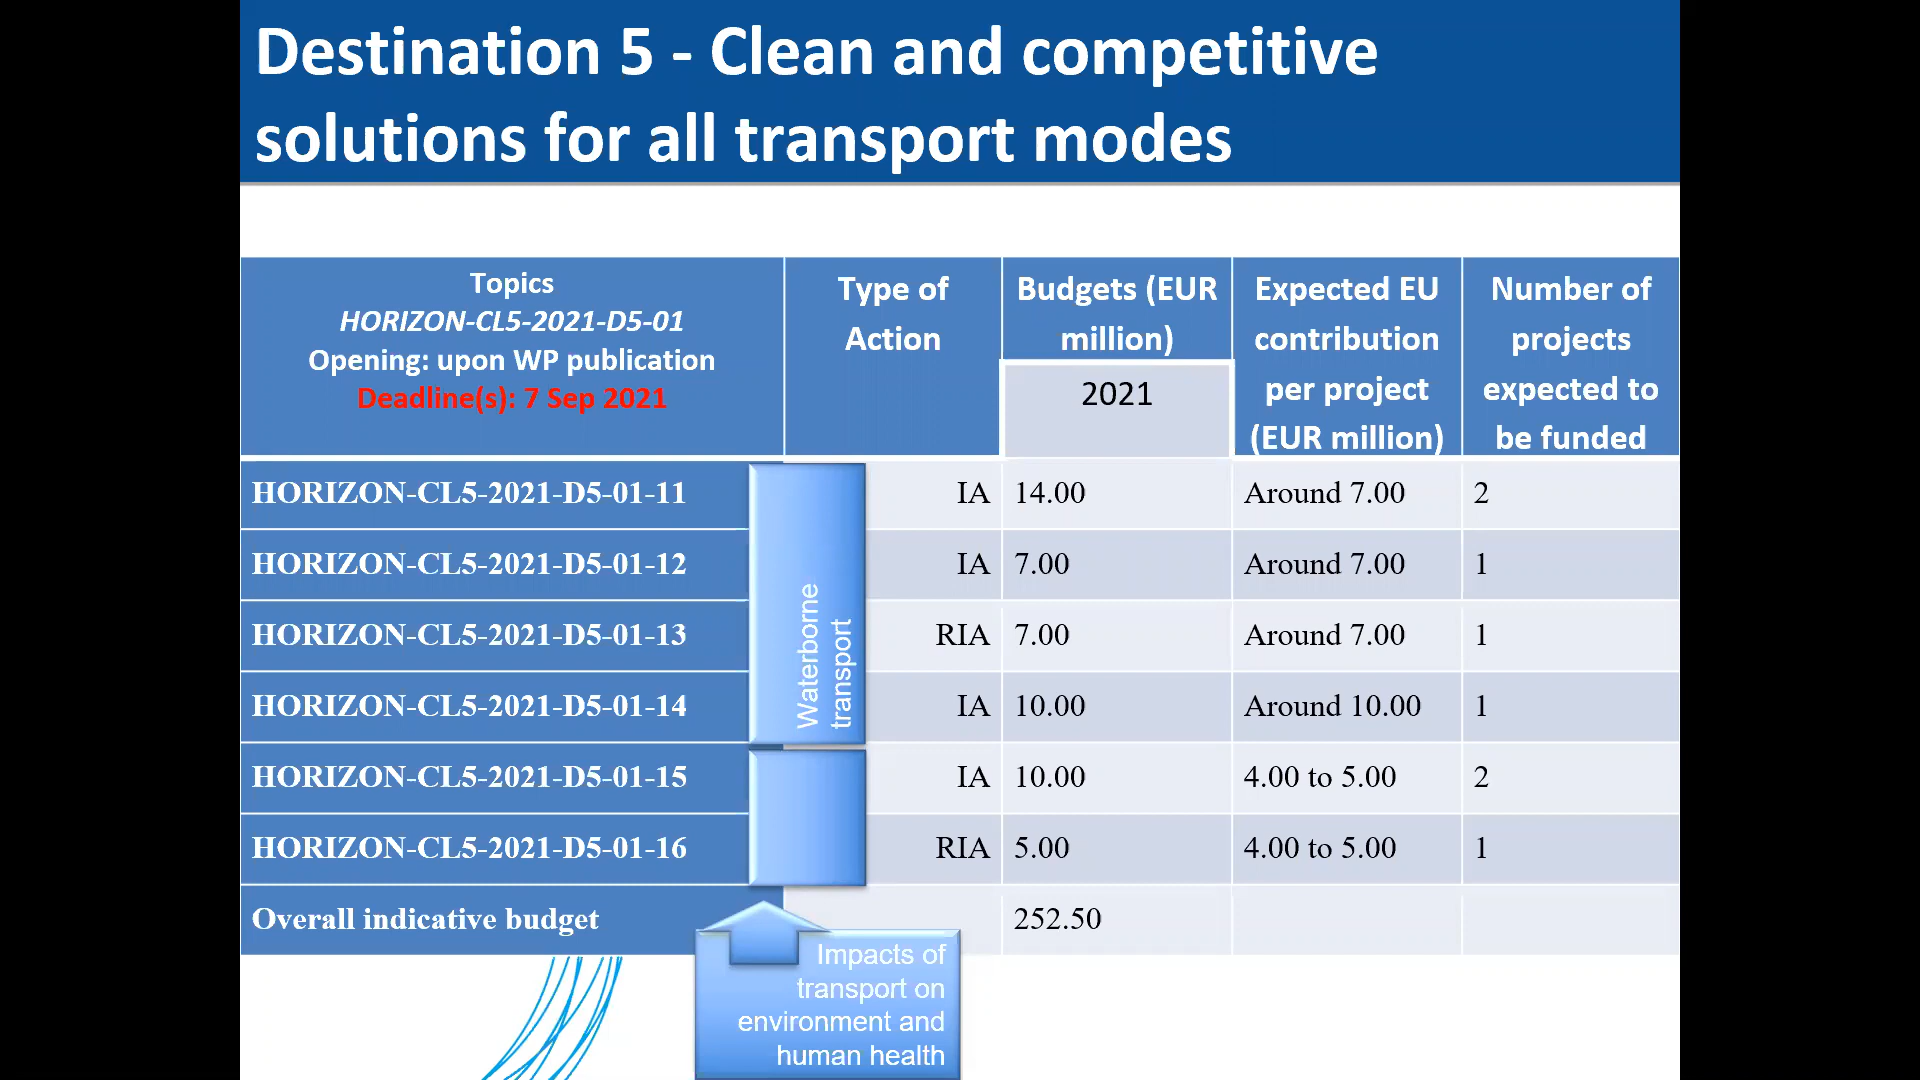 Destination 5 - Clean and competitive
solutions for all transport modes
Topics
HORIZON-CL5-2021-D5-01
Opening: upon WP publication
Deadline(s): 7 Sep 2021
Type of
Action
Budgets (EUR
million)
2021
Expected EU
contribution
per project
(EUR million)
Number of
projects
expected to
be funded
HORIZON-CL5-2021-D5-01-11 IA 14.00 Around 7.00 2
HORIZON-CL5-2021-D5-01-12 IA 7.00 Around 7.00 1
HORIZON-CL5-2021-D5-01-13 RIA 7.00 Around 7.00 1
HORIZON-CL5-2021-D5-01-14 IA 10.00 Around 10.00 1
Waterborne
transport
HORIZON-CL5-2021-D5-01-15 IA 10.00 4.00 to 5.00 2
HORIZON-CL5-2021-D5-01-16 RIA 5.00 4.00 to 5.00 1
Overall indicative budget 252.50
Impacts of
transport on
environment and
human health